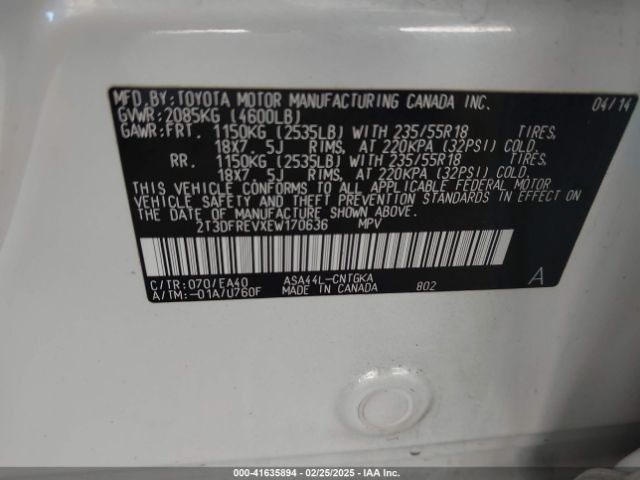 MFD.BY:TOYOTA MOTOR MANUFACTURING CANADA INC. 04/14
GVWR:2085KG (4600LB)
GAWR:FRT. 1150KG (2535LB) WITH 235/55R18 TIRES,
18X7.5J RIMS, AT 220KPA (32PSI) COLD.
RR. 1150KG (2535LB) WITH 235/55R18 TIRES,
18X7.5J RIMS, AT 220KPA (32PSI) COLD.
THIS VEHICLE CONFORMS TO ALL APPLICABLE FEDERAL MOTOR
VEHICLE SAFETY STANDARDS IN EFFECT ON
THE DATE OF MANUFACTURE SHOWN ABOVE.
2T3DFREVXEW170636 MPV
C/TR:070/EA40 ASA44L-CNTGKA
A/TM:-01A/U760F MADE IN CANADA 802 A
000-41635894 - 02/25/2025 - IAA Inc.